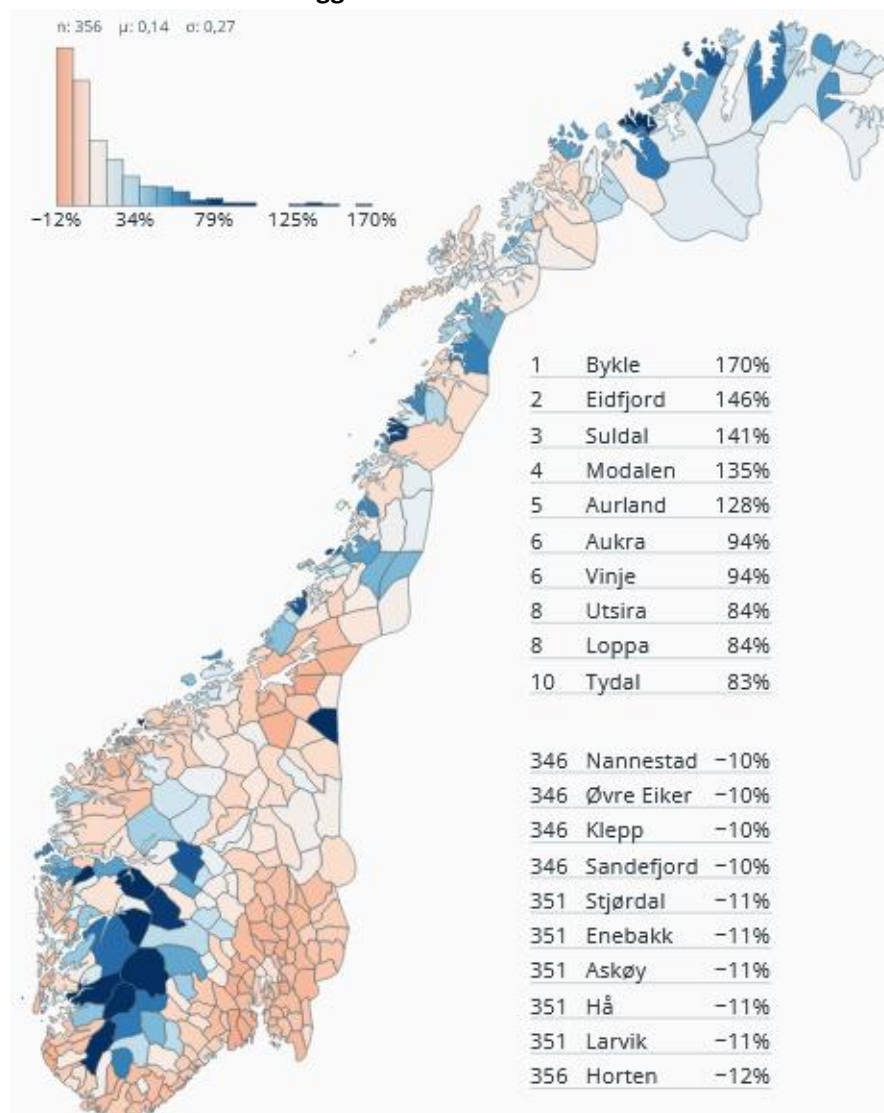 gg
n: 356 μ: 0,14 σ: 0,27
−12% 34% 79% 125% 170%
1 Bykle 170%
2 Eidfjord 146%
3 Suldal 141%
4 Modalen 135%
5 Aurland 128%
6 Aukra 94%
6 Vinje 94%
8 Utsira 84%
8 Loppa 84%
10 Tydal 83%
346 Nannestad −10%
346 Øvre Eiker −10%
346 Klepp −10%
346 Sandefjord −10%
351 Stjørdal −11%
351 Enebakk −11%
351 Askøy −11%
351 Hå −11%
351 Larvik −11%
356 Horten −12%